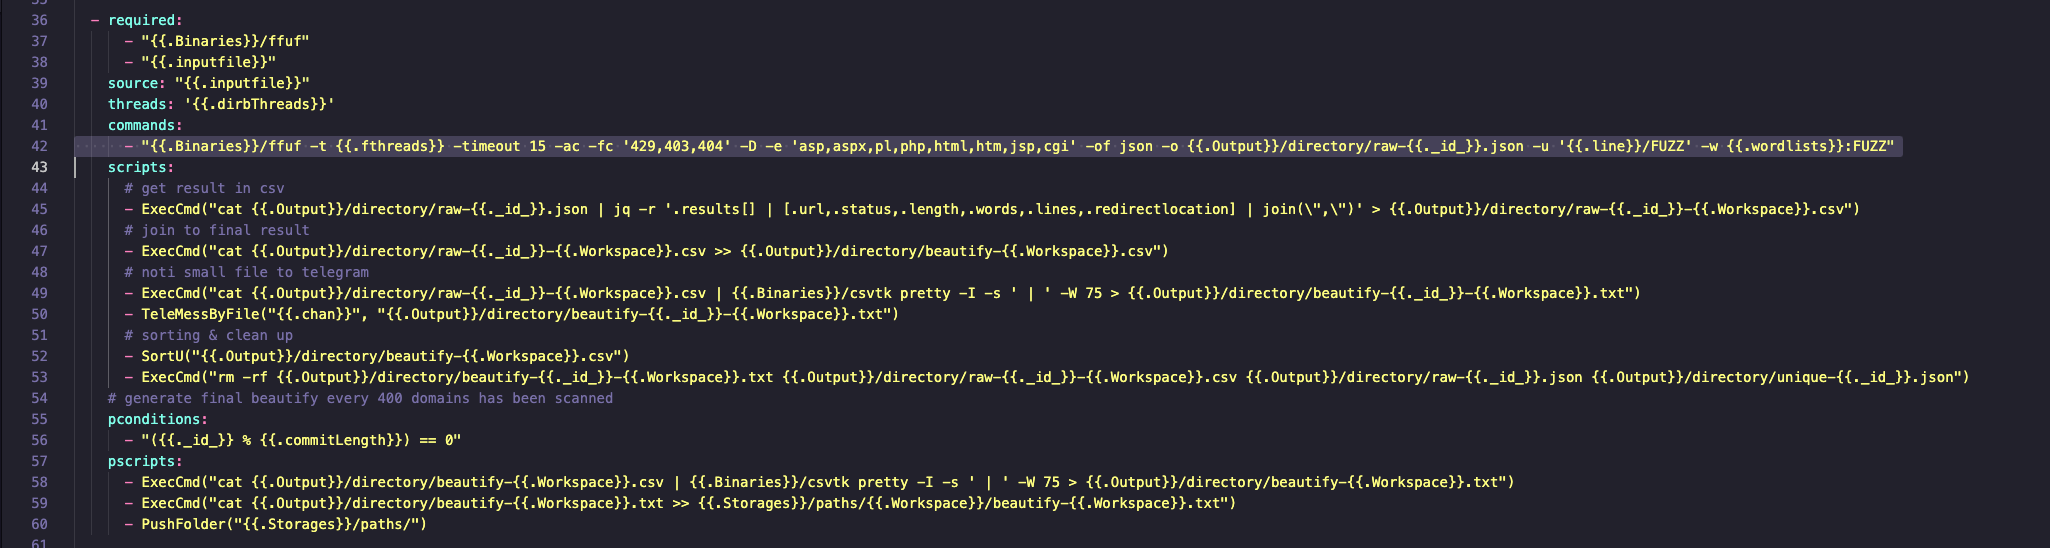 35
36 - required:
37 - "{{.Binaries}}/ffuf"
38 - "{{.inputfile}}"
39 source: "{{.inputfile}}"
40 threads: '{{.dirbThreads}}'
41 commands:
42 - "{{.Binaries}}/ffuf -t {{.fthreads}} -timeout 15 -ac -fc '429,403,404' -D -e 'asp,aspx,pl,php,html,htm,jsp,cgi' -of json -o {{.Output}}/directory/raw-{{._id_}}.json -u '{{.line}}/FUZZ' -w {{.wordlists}}:FUZZ"
43 scripts:
44 # get result in csv
45 - ExecCmd("cat {{.Output}}/directory/raw-{{._id_}}.json | jq -r '.results[] | [.url,.status,.length,.words,.lines,.redirectlocation] | join(\",\")' > {{.Output}}/directory/raw-{{._id_}}-{{.Workspace}}.csv")
46 # join to final result
47 - ExecCmd("cat {{.Output}}/directory/raw-{{._id_}}-{{.Workspace}}.csv >> {{.Output}}/directory/beautify-{{.Workspace}}.csv")
48 # noti small file to telegram
49 - ExecCmd("cat {{.Output}}/directory/raw-{{._id_}}-{{.Workspace}}.csv | {{.Binaries}}/csvtk pretty -I -s ' | ' -W 75 > {{.Output}}/directory/beautify-{{._id_}}-{{.Workspace}}.txt")
50 - TeleMessByFile("{{.chan}}", "{{.Output}}/directory/beautify-{{._id_}}-{{.Workspace}}.txt")
51 # sorting & clean up
52 - SortU("{{.Output}}/directory/beautify-{{.Workspace}}.csv")
53 - ExecCmd("rm -rf {{.Output}}/directory/beautify-{{._id_}}-{{.Workspace}}.txt {{.Output}}/directory/raw-{{._id_}}-{{.Workspace}}.csv {{.Output}}/directory/raw-{{._id_}}.json {{.Output}}/directory/unique-{{._id_}}.json")
54 # generate final beautify every 400 domains has been scanned
55 pconditions:
56 - "({{._id_}} % {{.commitLength}}) == 0"
57 pscripts:
58 - ExecCmd("cat {{.Output}}/directory/beautify-{{.Workspace}}.csv | {{.Binaries}}/csvtk pretty -I -s ' | ' -W 75 > {{.Output}}/directory/beautify-{{.Workspace}}.txt")
59 - ExecCmd("cat {{.Output}}/directory/beautify-{{.Workspace}}.txt >> {{.Storages}}/paths/{{.Workspace}}/beautify-{{.Workspace}}.txt")
60 - PushFolder("{{.Storages}}/paths/")
61